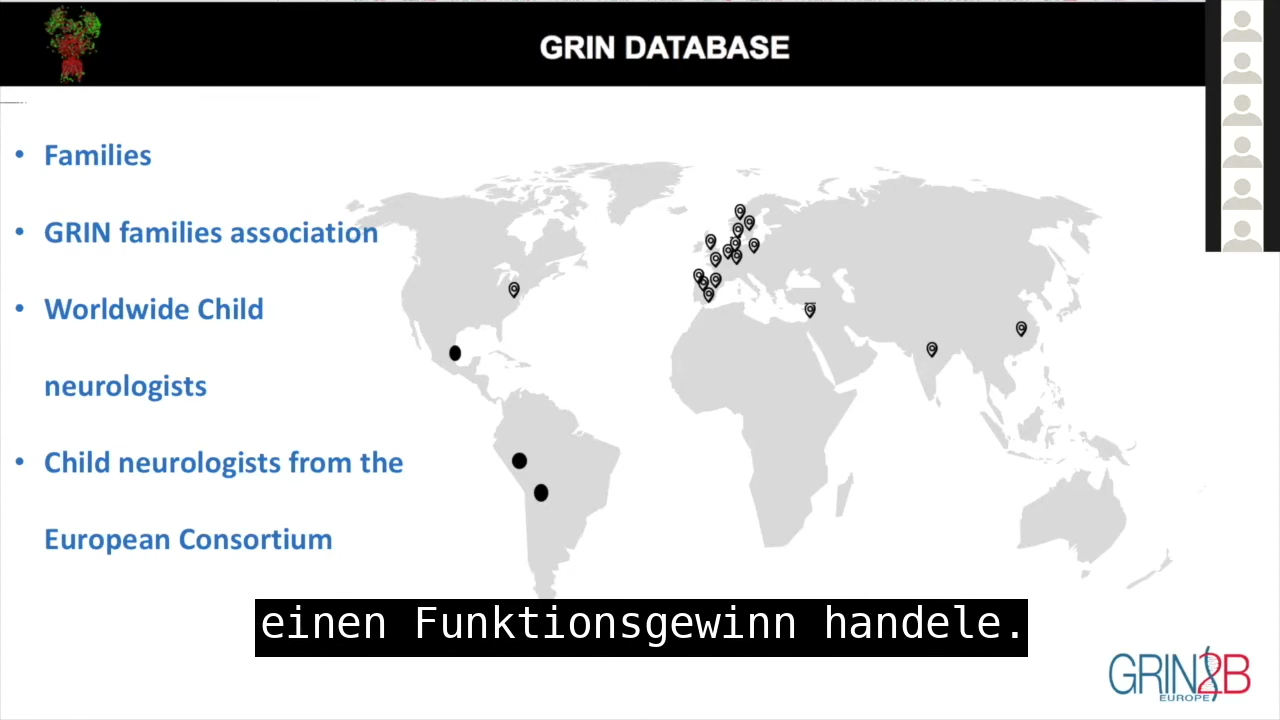 GRIN DATABASE
• Families
• GRIN families association
• Worldwide Child
neurologists
• Child neurologists from the
European Consortium
einen Funktionsgewinn handele.
GRIN2B
EUROPE